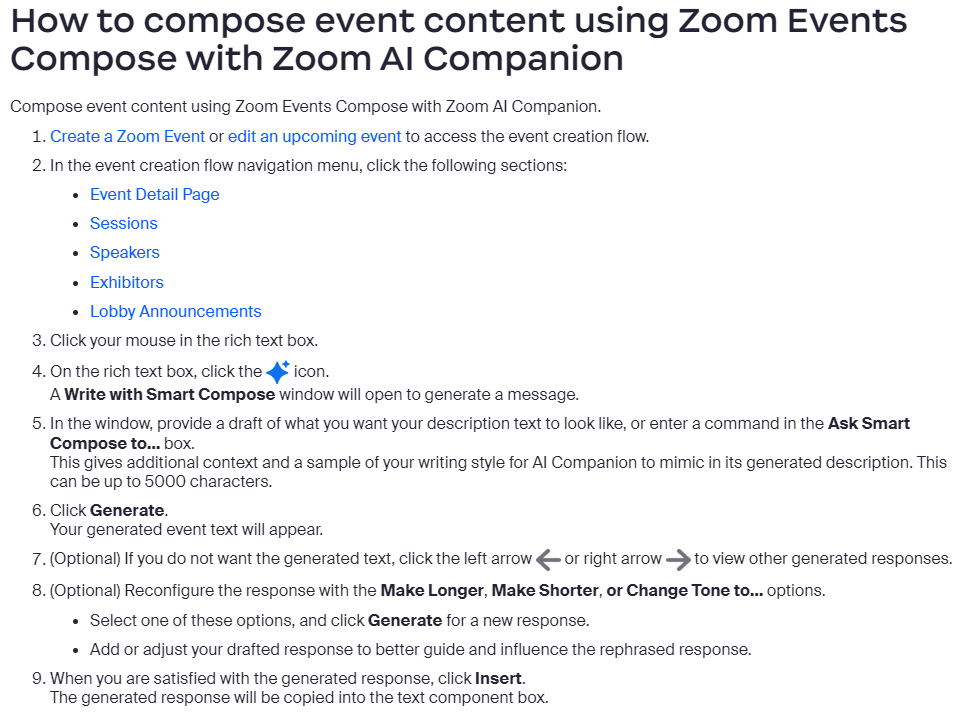 How to compose event content using Zoom Events
Compose with Zoom AI Companion
Compose event content using Zoom Events Compose with Zoom AI Companion.
1. Create a Zoom Event or edit an upcoming event to access the event creation flow.
2. In the event creation flow navigation menu, click the following sections:
• Event Detail Page
• Sessions
• Speakers
• Exhibitors
• Lobby Announcements
3. Click your mouse in the rich text box.
4. On the rich text box, click the icon.
A Write with Smart Compose window will open to generate a message.
5. In the window, provide a draft of what you want your description text to look like, or enter a command in the Ask Smart
Compose to... box.
This gives additional context and a sample of your writing style for AI Companion to mimic in its generated description. This
can be up to 5000 characters.
6. Click Generate.
Your generated event text will appear.
7. (Optional) If you do not want the generated text, click the left arrow ← or right arrow → to view other generated responses.
8. (Optional) Reconfigure the response with the Make Longer, Make Shorter, or Change Tone to... options.
• Select one of these options, and click Generate for a new response.
• Add or adjust your drafted response to better guide and influence the rephrased response.
9. When you are satisfied with the generated response, click Insert.
The generated response will be copied into the text component box.